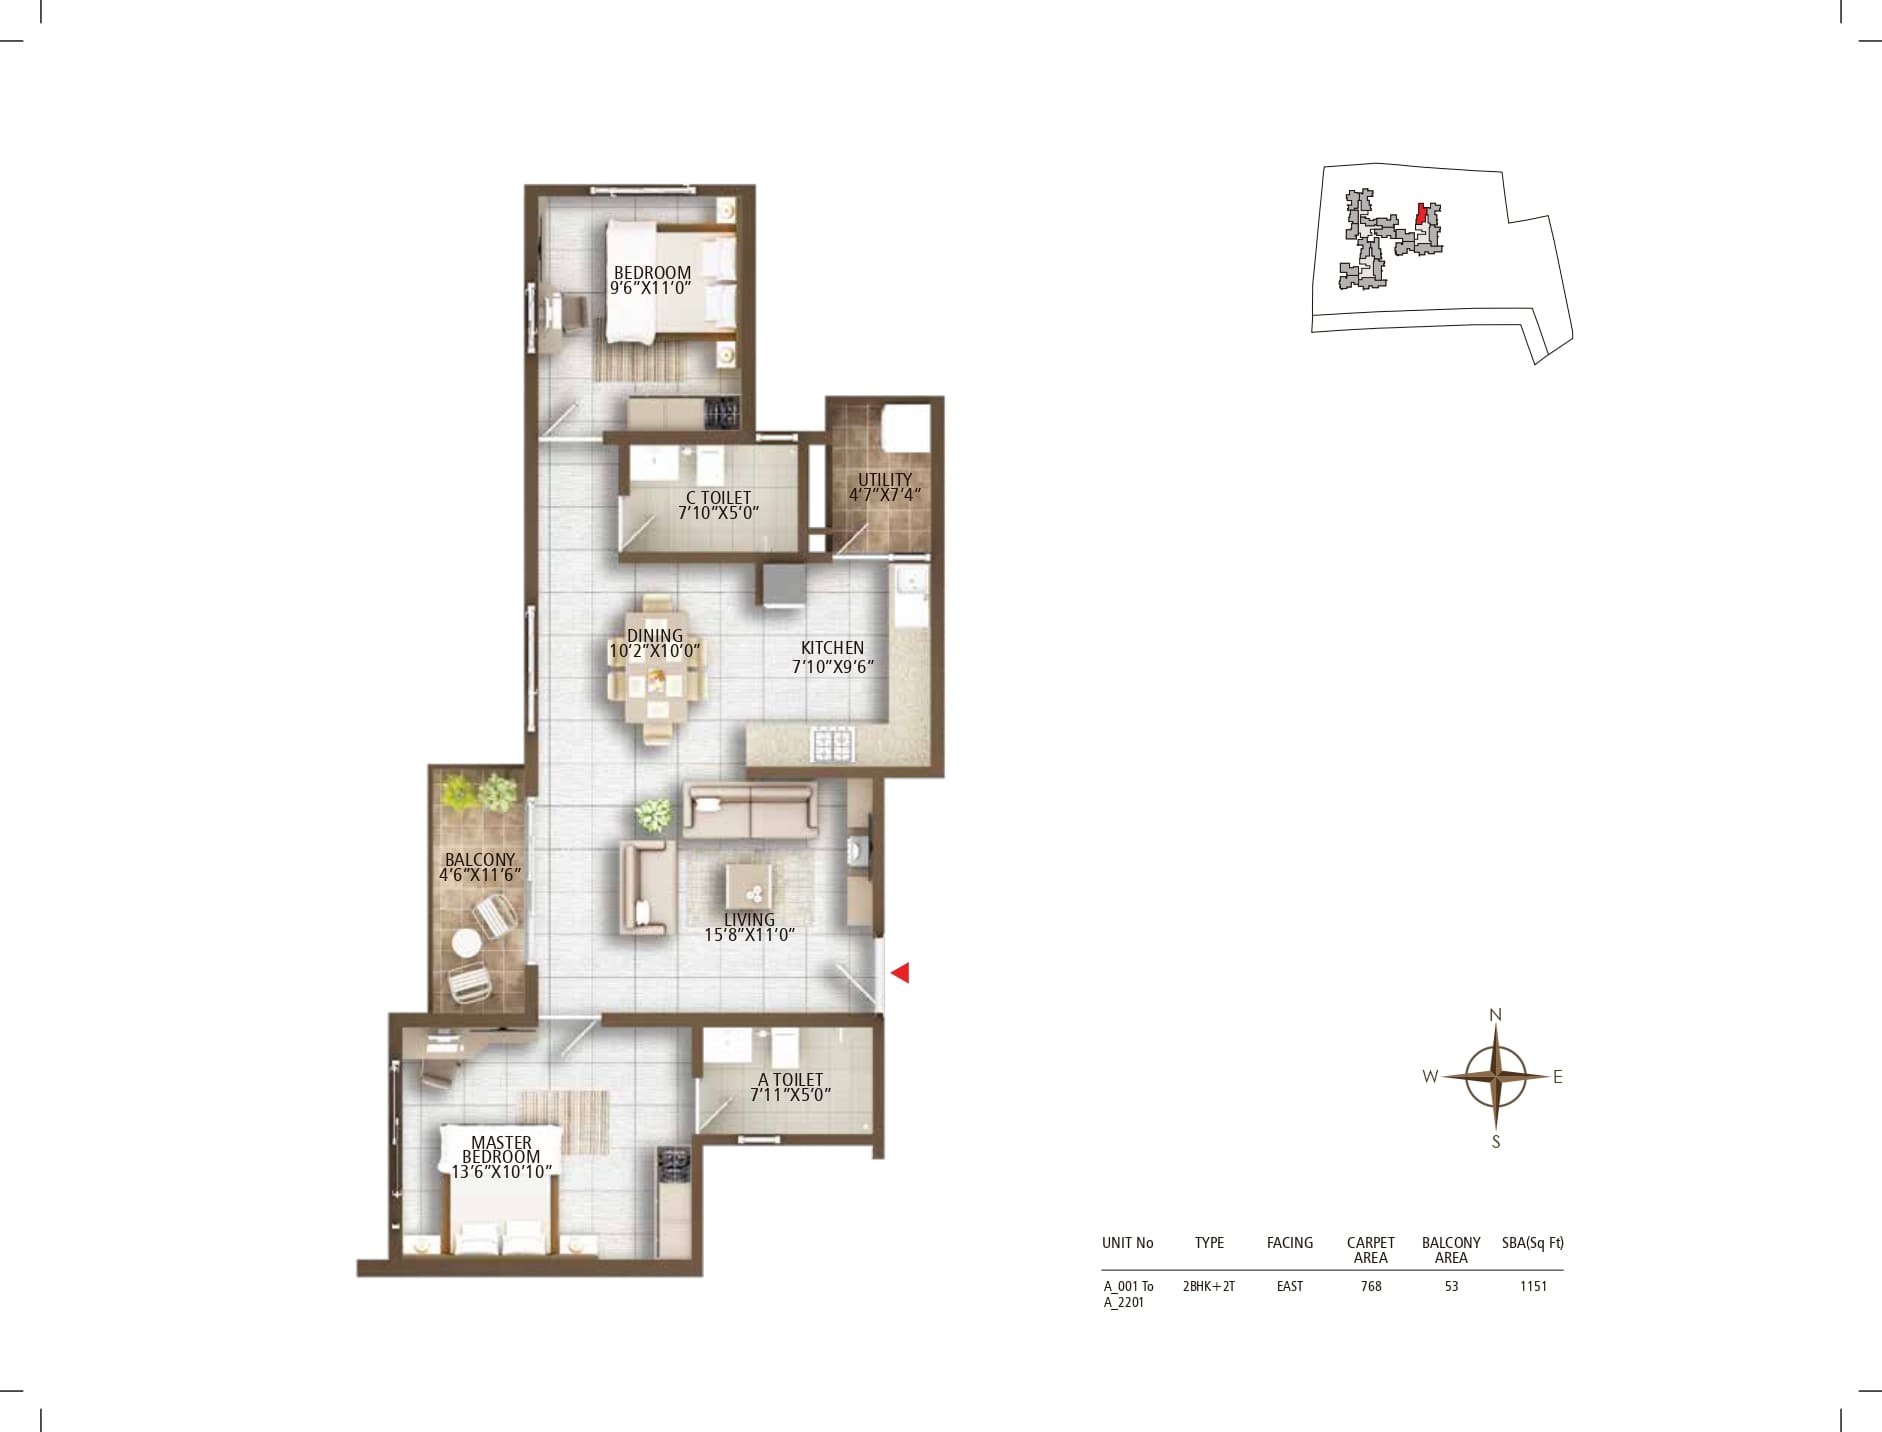 BEDROOM
9'6"X11'0"
UTILITY
4'7"X7'4"
C TOILET
7'10"X5'0"
DINING
10'2"X10'0"
KITCHEN
7'10"X9'6"
BALCONY
4'6"X11'6"
LIVING
15'8"X11'0"
A TOILET
7'11"X5'0"
MASTER
BEDROOM
13'6"X10'10"
N
W E
S
UNIT No TYPE FACING CARPET AREA BALCONY AREA SBA(Sq Ft)
A_001 To A_2201 2BHK+2T EAST 768 53 1151